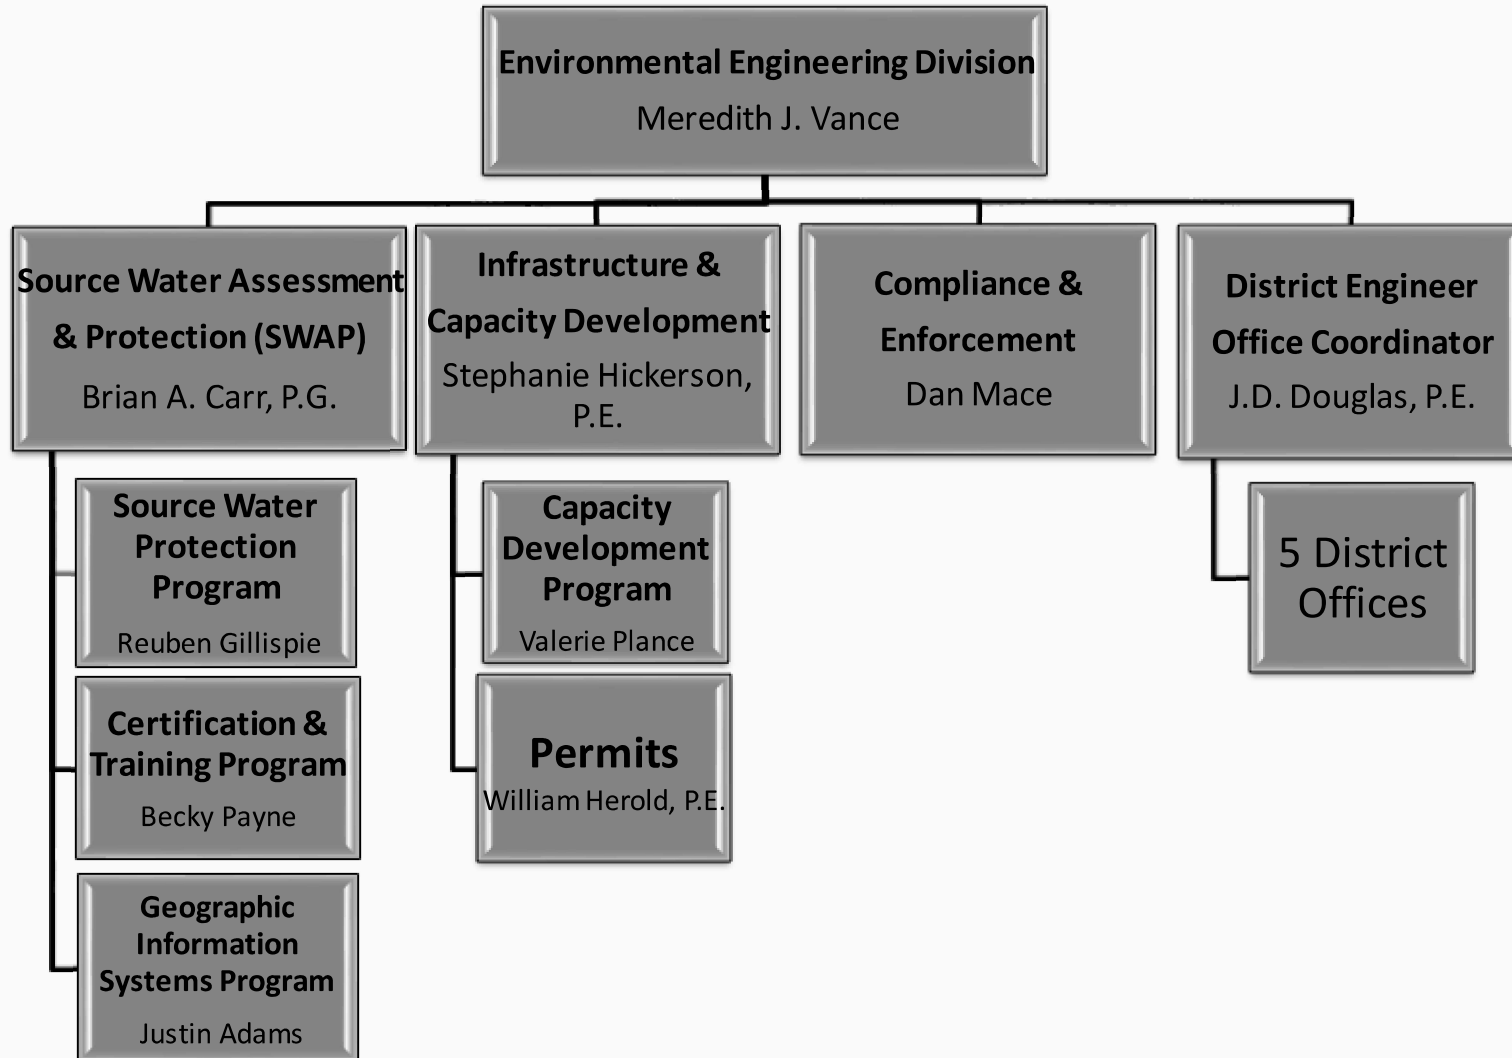 Environmental Engineering Division
Meredith J. Vance
Source Water Assessment
& Protection (SWAP)
Brian A. Carr, P.G.
Infrastructure &
Capacity Development
Stephanie Hickerson,
P.E.
Compliance &
Enforcement
Dan Mace
District Engineer
Office Coordinator
J.D. Douglas, P.E.
Source Water
Protection
Program
Reuben Gillispie
Certification &
Training Program
Becky Payne
Geographic
Information
Systems Program
Justin Adams
Capacity
Development
Program
Valerie Plance
Permits
William Herold, P.E.
5 District
Offices